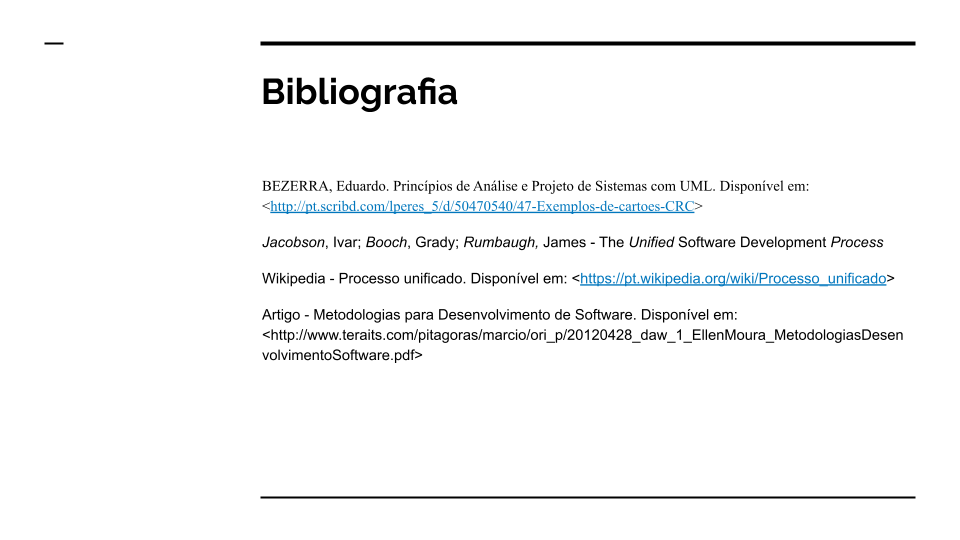 Bibliografia
BEZERRA, Eduardo. Princípios de Análise e Projeto de Sistemas com UML. Disponível em:
<http://pt.scribd.com/lperes_5/d/50470540/47-Exemplos-de-cartoes-CRC>
Jacobson, Ivar; Booch, Grady; Rumbaugh, James - The Unified Software Development Process
Wikipedia - Processo unificado. Disponível em: <https://pt.wikipedia.org/wiki/Processo_unificado>
Artigo - Metodologias para Desenvolvimento de Software. Disponível em:
<http://www.teraits.com/pitagoras/marcio/ori_p/20120428_daw_1_EllenMoura_MetodologiasDesen
volvimentoSoftware.pdf>